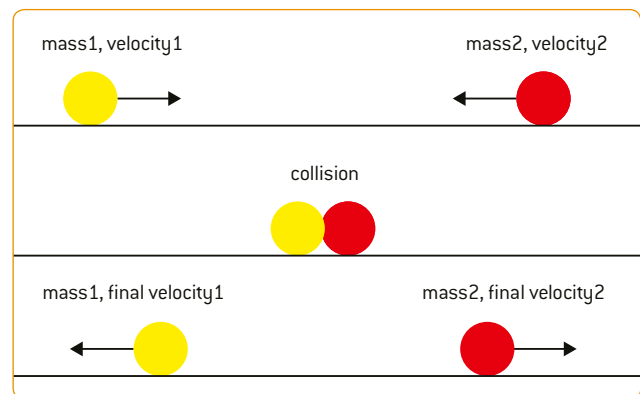 mass1, velocity1
mass2, velocity2
collision
mass1, final velocity1
mass2, final velocity2